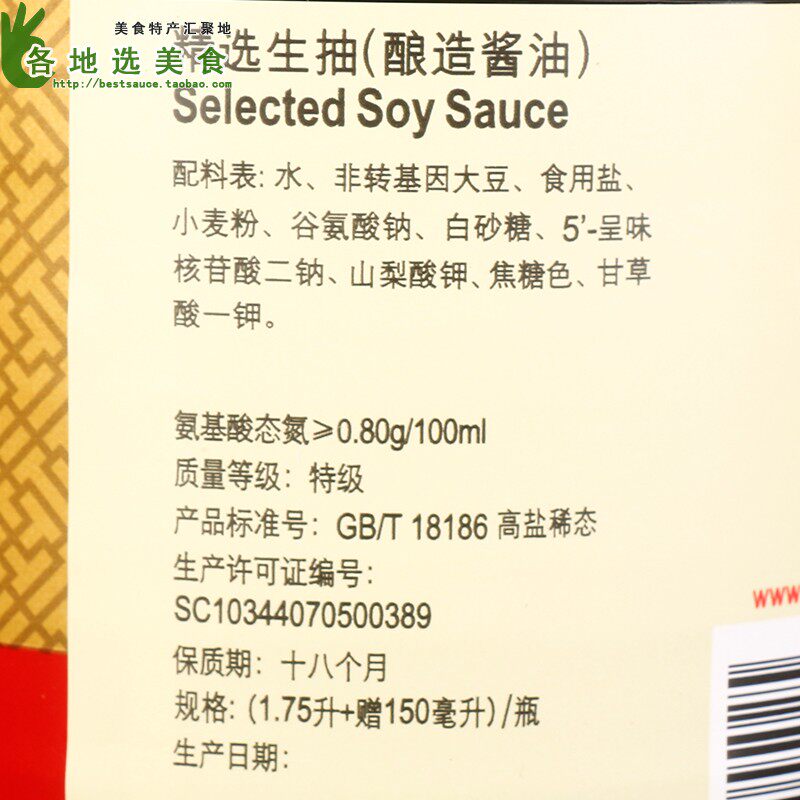 美食特产汇聚地
各地选美食
http://bestsauce.taobao.com
精选生抽(酿造酱油)
Selected Soy Sauce
配料表: 水、非转基因大豆、食用盐、
小麦粉、谷氨酸钠、白砂糖、5’-呈味
核苷酸二钠、山梨酸钾、焦糖色、甘草
酸一钾。
氨基酸态氮≥0.80g/100ml
质量等级: 特级
产品标准号: GB/T 18186 高盐稀态
生产许可证编号:
SC10344070500389
www
保质期: 十八个月
规格: (1.75升+赠150毫升)/瓶
生产日期: